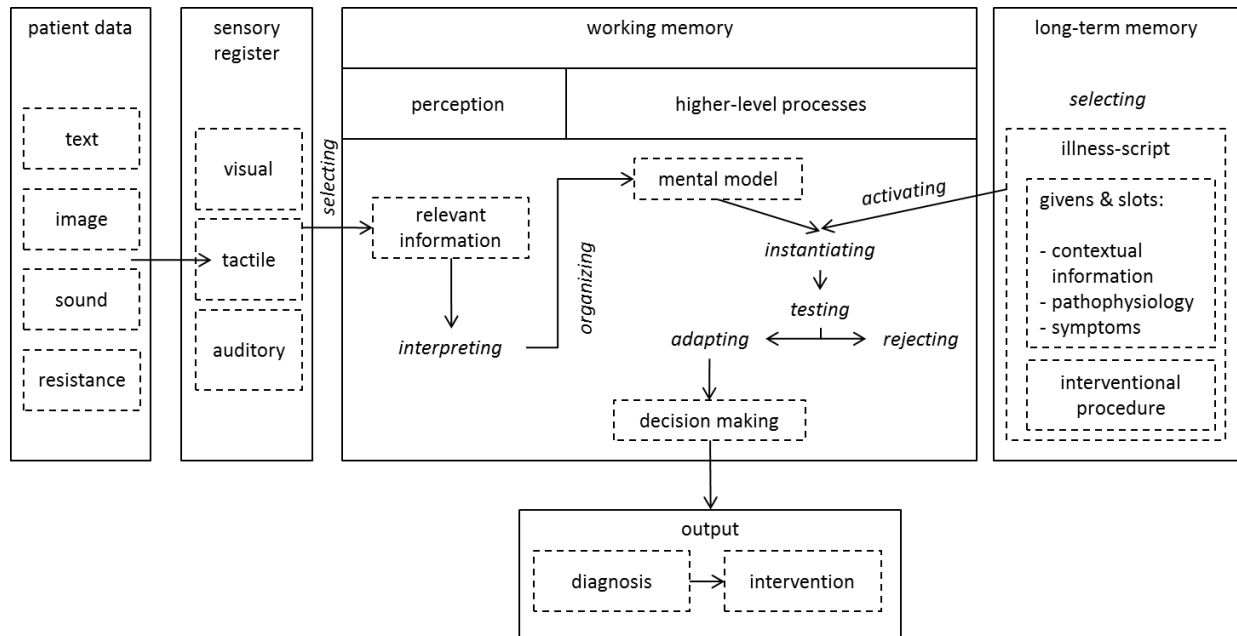 patient data
text
image
sound
resistance
sensory
register
visual
tactile
auditory
selecting
working memory
perception
higher-level processes
relevant
information
interpreting
organizing
mental model
activating
instantiating
testing
adapting
rejecting
decision making
long-term memory
selecting
illness-script
givens & slots:
- contextual
information
- pathophysiology
- symptoms
interventional
procedure
output
diagnosis
intervention